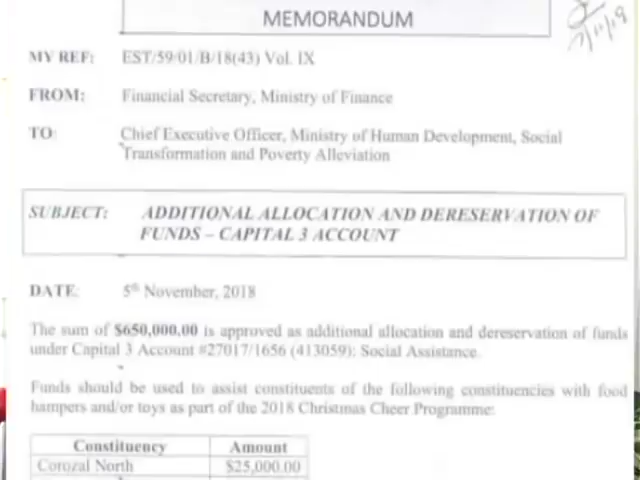 MEMORANDUM
7/11/18
MY REF: EST/59/01/B/18(43) Vol. IX
FROM: Financial Secretary, Ministry of Finance
TO: Chief Executive Officer, Ministry of Human Development, Social
Transformation and Poverty Alleviation
SUBJECT: ADDITIONAL ALLOCATION AND DERESERVATION OF
FUNDS – CAPITAL 3 ACCOUNT
DATE: 5th November, 2018
The sum of $650,000.00 is approved as additional allocation and dereservation of funds
under Capital 3 Account #27017/1656 (413059): Social Assistance.
Funds should be used to assist constituents of the following constituencies with food
hampers and/or toys as part of the 2018 Christmas Cheer Programme:
Constituency Amount
Corozal North $25,000.00